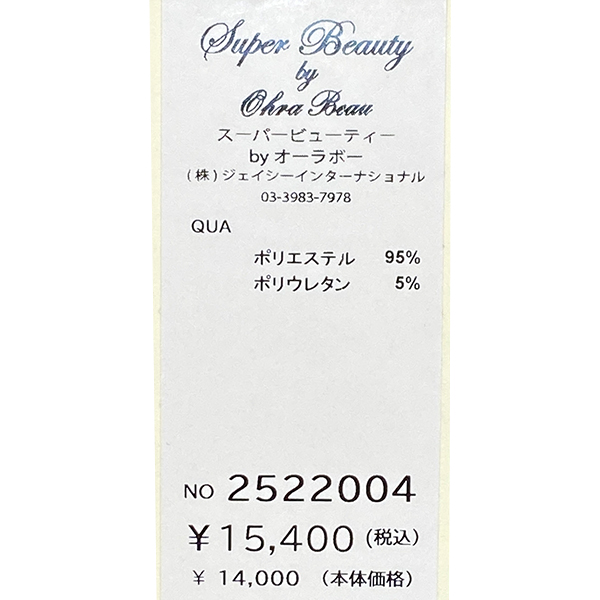 Super Beauty
by
Ohra Beau
スーパービューティー
by オーラボー
(株)ジェイシーインターナショナル
03-3983-7978
QUA
ポリエステル 95%
ポリウレタン 5%
NO 2522004
¥15,400 (税込)
¥ 14,000 (本体価格)